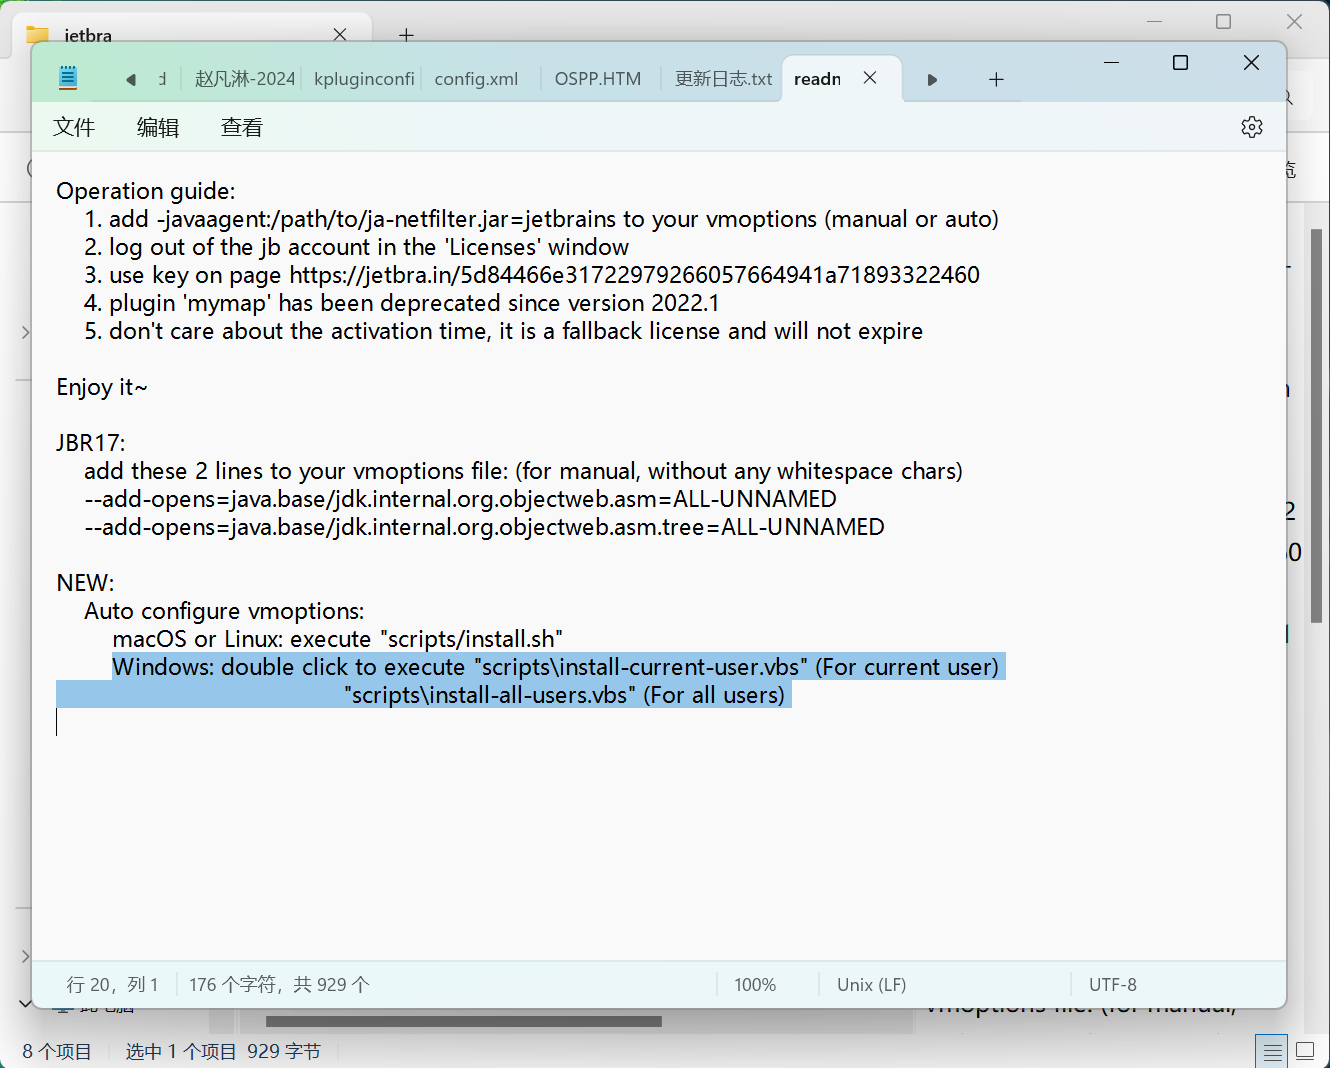 jetbra
d
赵凡淋-2024
kpluginconfi
config.xml
OSPP.HTM
更新日志.txt
readn
文件
编辑
查看
Operation guide:
1. add -javaagent:/path/to/ja-netfilter.jar=jetbrains to your vmoptions (manual or auto)
2. log out of the jb account in the 'Licenses' window
3. use key on page https://jetbra.in/5d84466e31722979266057664941a71893322460
4. plugin 'mymap' has been deprecated since version 2022.1
5. don't care about the activation time, it is a fallback license and will not expire
Enjoy it~
JBR17:
add these 2 lines to your vmoptions file: (for manual, without any whitespace chars)
--add-opens=java.base/jdk.internal.org.objectweb.asm=ALL-UNNAMED
--add-opens=java.base/jdk.internal.org.objectweb.asm.tree=ALL-UNNAMED
NEW:
Auto configure vmoptions:
macOS or Linux: execute "scripts/install.sh"
Windows: double click to execute "scripts\install-current-user.vbs" (For current user)
"scripts\install-all-users.vbs" (For all users)
行 20，列 1
176 个字符，共 929 个
100%
Unix (LF)
UTF-8
此电脑
vmoptions file: (for manual,
8 个项目
选中 1 个项目 929 字节